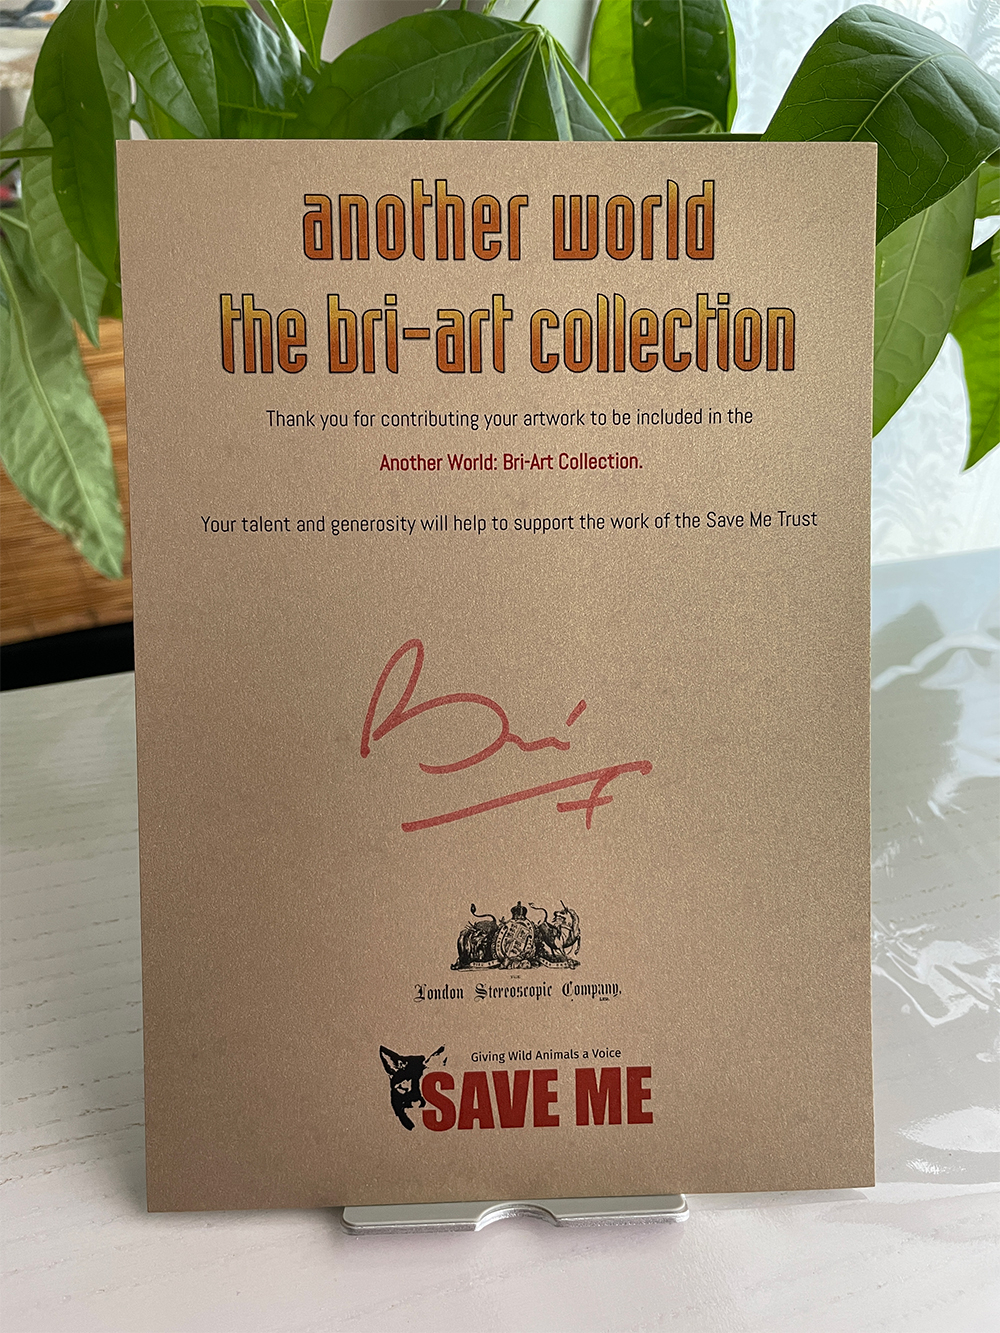 another world
the bri-art collection
Thank you for contributing your artwork to be included in the
Another World: Bri-Art Collection.
Your talent and generosity will help to support the work of the Save Me Trust
Bri
THE
London Stereoscopic Company,
Giving Wild Animals a Voice
SAVE ME